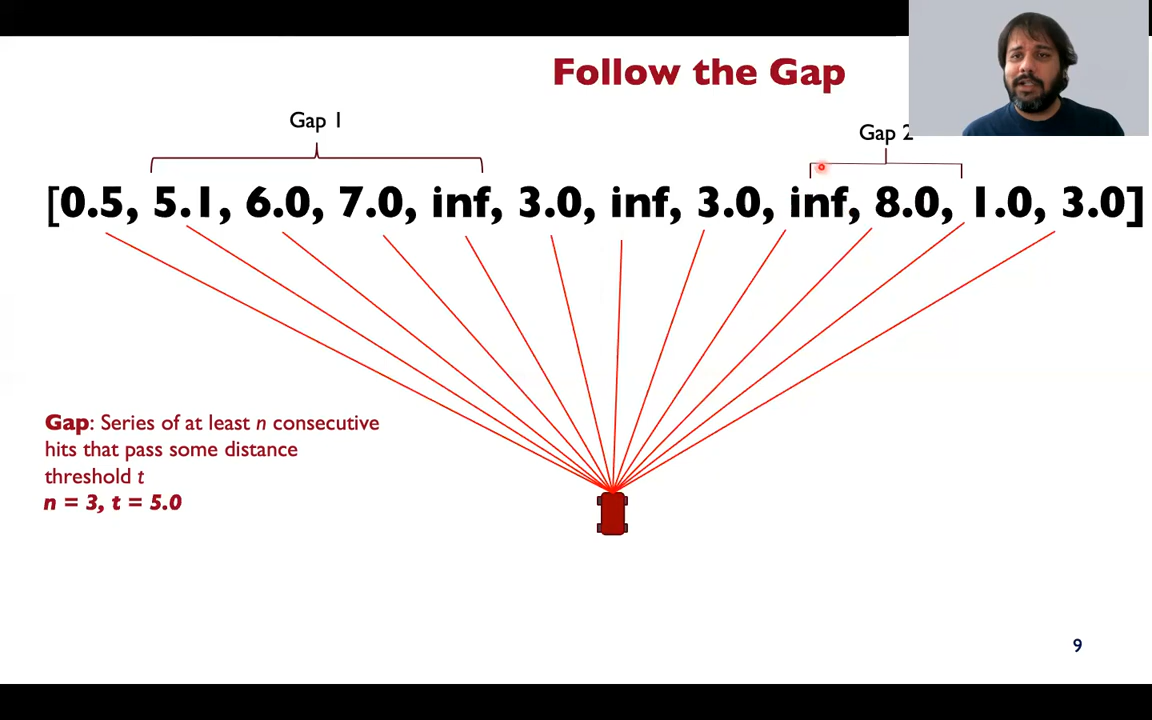 Follow the Gap
Gap 1
Gap 2
[0.5, 5.1, 6.0, 7.0, inf, 3.0, inf, 3.0, inf, 8.0, 1.0, 3.0]
Gap: Series of at least n consecutive
hits that pass some distance
threshold t
n = 3, t = 5.0
9